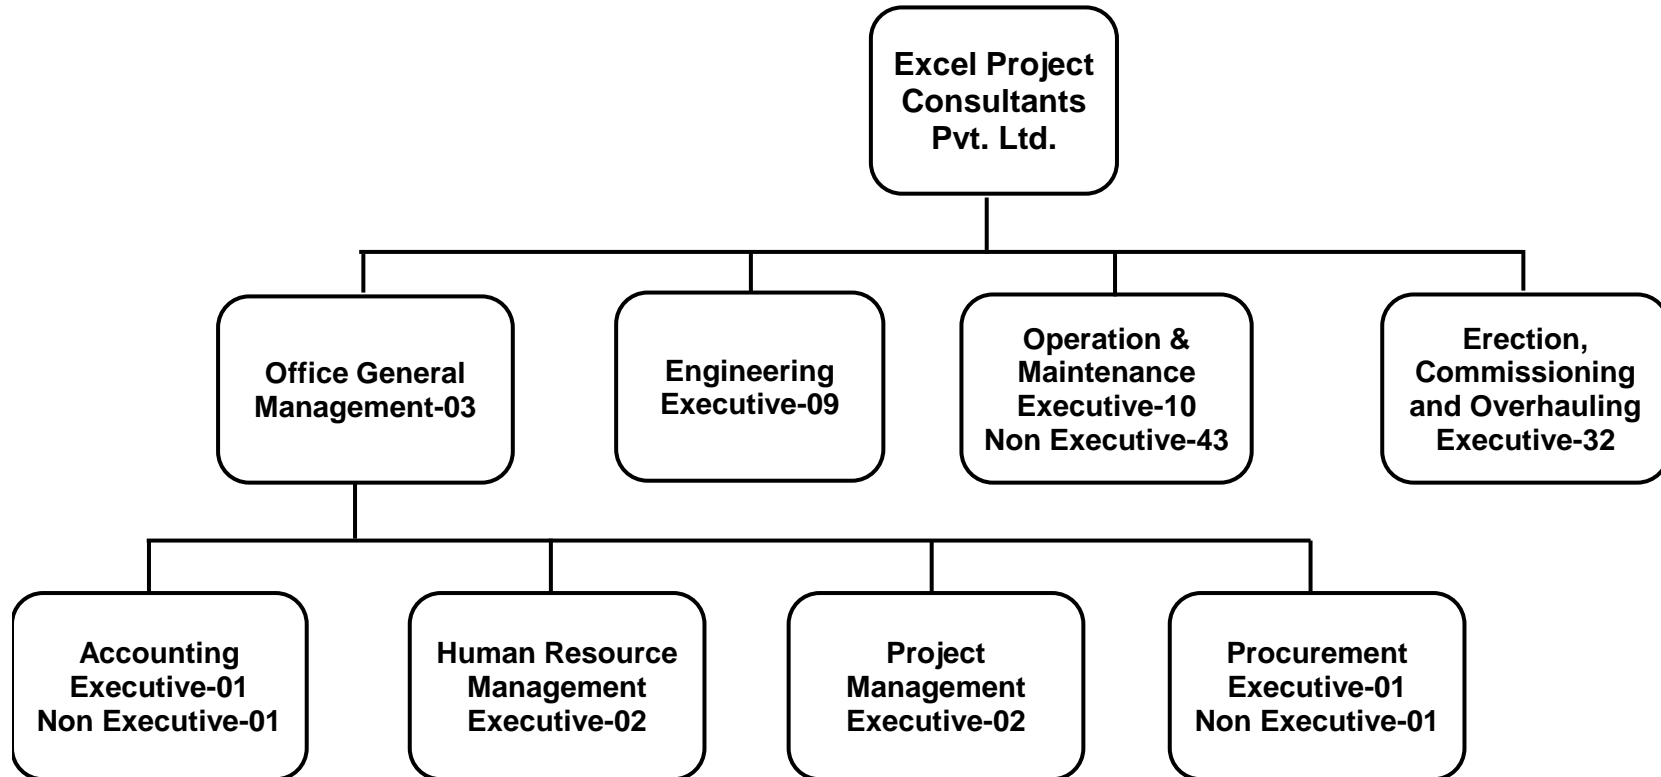 Excel Project
Consultants
Pvt. Ltd.
Office General
Management-03
Engineering
Executive-09
Operation &
Maintenance
Executive-10
Non Executive-43
Erection,
Commissioning
and Overhauling
Executive-32
Accounting
Executive-01
Non Executive-01
Human Resource
Management
Executive-02
Project
Management
Executive-02
Procurement
Executive-01
Non Executive-01